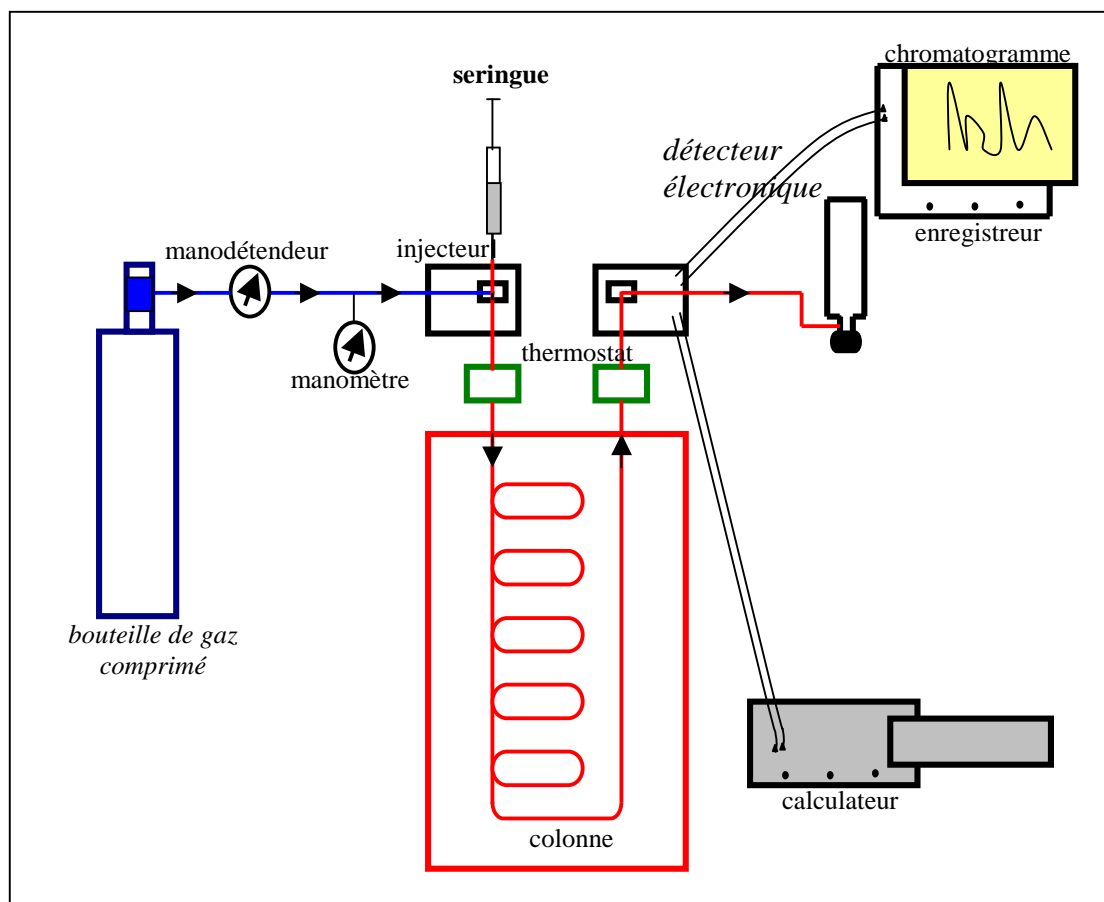 chromatogramme
seringue
détecteur
électronique
enregistreur
injecteur
manodétendeur
thermostat
manomètre
bouteille de gaz
comprimé
calculateur
colonne